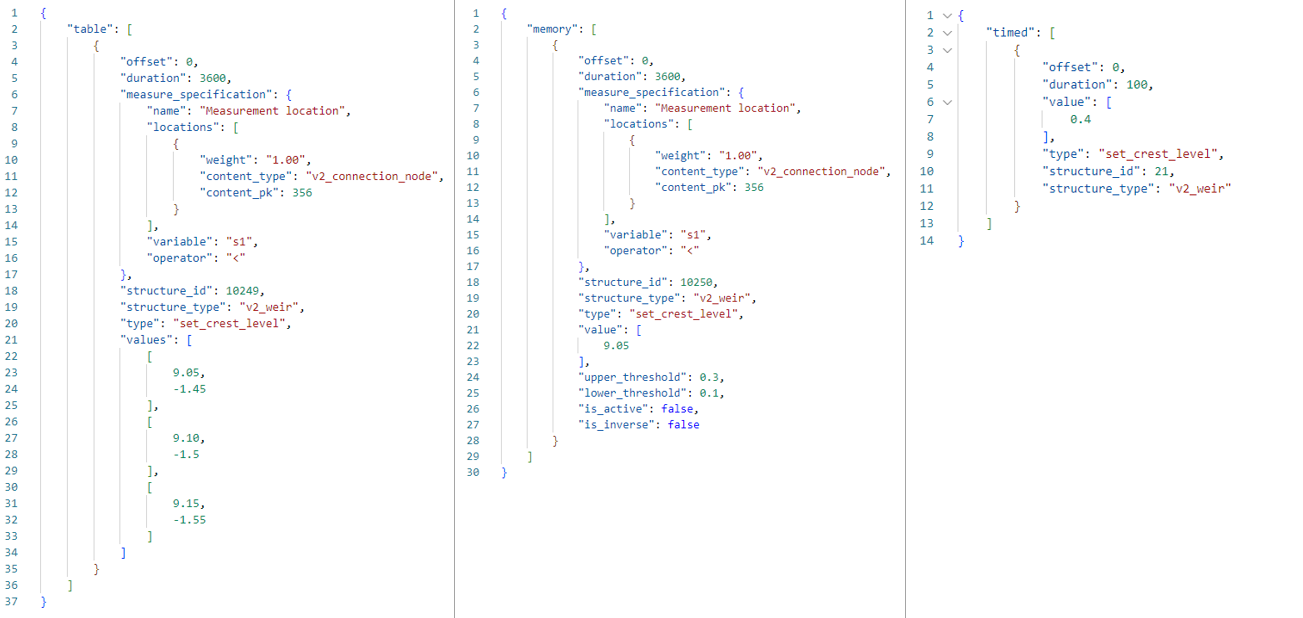 1 {
2 "table": [
3 {
4 "offset": 0,
5 "duration": 3600,
6 "measure_specification": {
7 "name": "Measurement location",
8 "locations": [
9 {
10 "weight": "1.00",
11 "content_type": "v2_connection_node",
12 "content_pk": 356
13 }
14 ],
15 "variable": "s1",
16 "operator": "<"
17 },
18 "structure_id": 10249,
19 "structure_type": "v2_weir",
20 "type": "set_crest_level",
21 "values": [
22 [
23 9.05,
24 -1.45
25 ],
26 [
27 9.10,
28 -1.5
29 ],
30 [
31 9.15,
32 -1.55
33 ]
34 ]
35 }
36 ]
37 }
1 {
2 "memory": [
3 {
4 "offset": 0,
5 "duration": 3600,
6 "measure_specification": {
7 "name": "Measurement location",
8 "locations": [
9 {
10 "weight": "1.00",
11 "content_type": "v2_connection_node",
12 "content_pk": 356
13 }
14 ],
15 "variable": "s1",
16 "operator": "<"
17 },
18 "structure_id": 10250,
19 "structure_type": "v2_weir",
20 "type": "set_crest_level",
21 "value": [
22 9.05
23 ],
24 "upper_threshold": 0.3,
25 "lower_threshold": 0.1,
26 "is_active": false,
27 "is_inverse": false
28 }
29 ]
30 }
1 {
2 "timed": [
3 {
4 "offset": 0,
5 "duration": 100,
6 "value": [
7 0.4
8 ],
9 "type": "set_crest_level",
10 "structure_id": 21,
11 "structure_type": "v2_weir"
12 }
13 ]
14 }